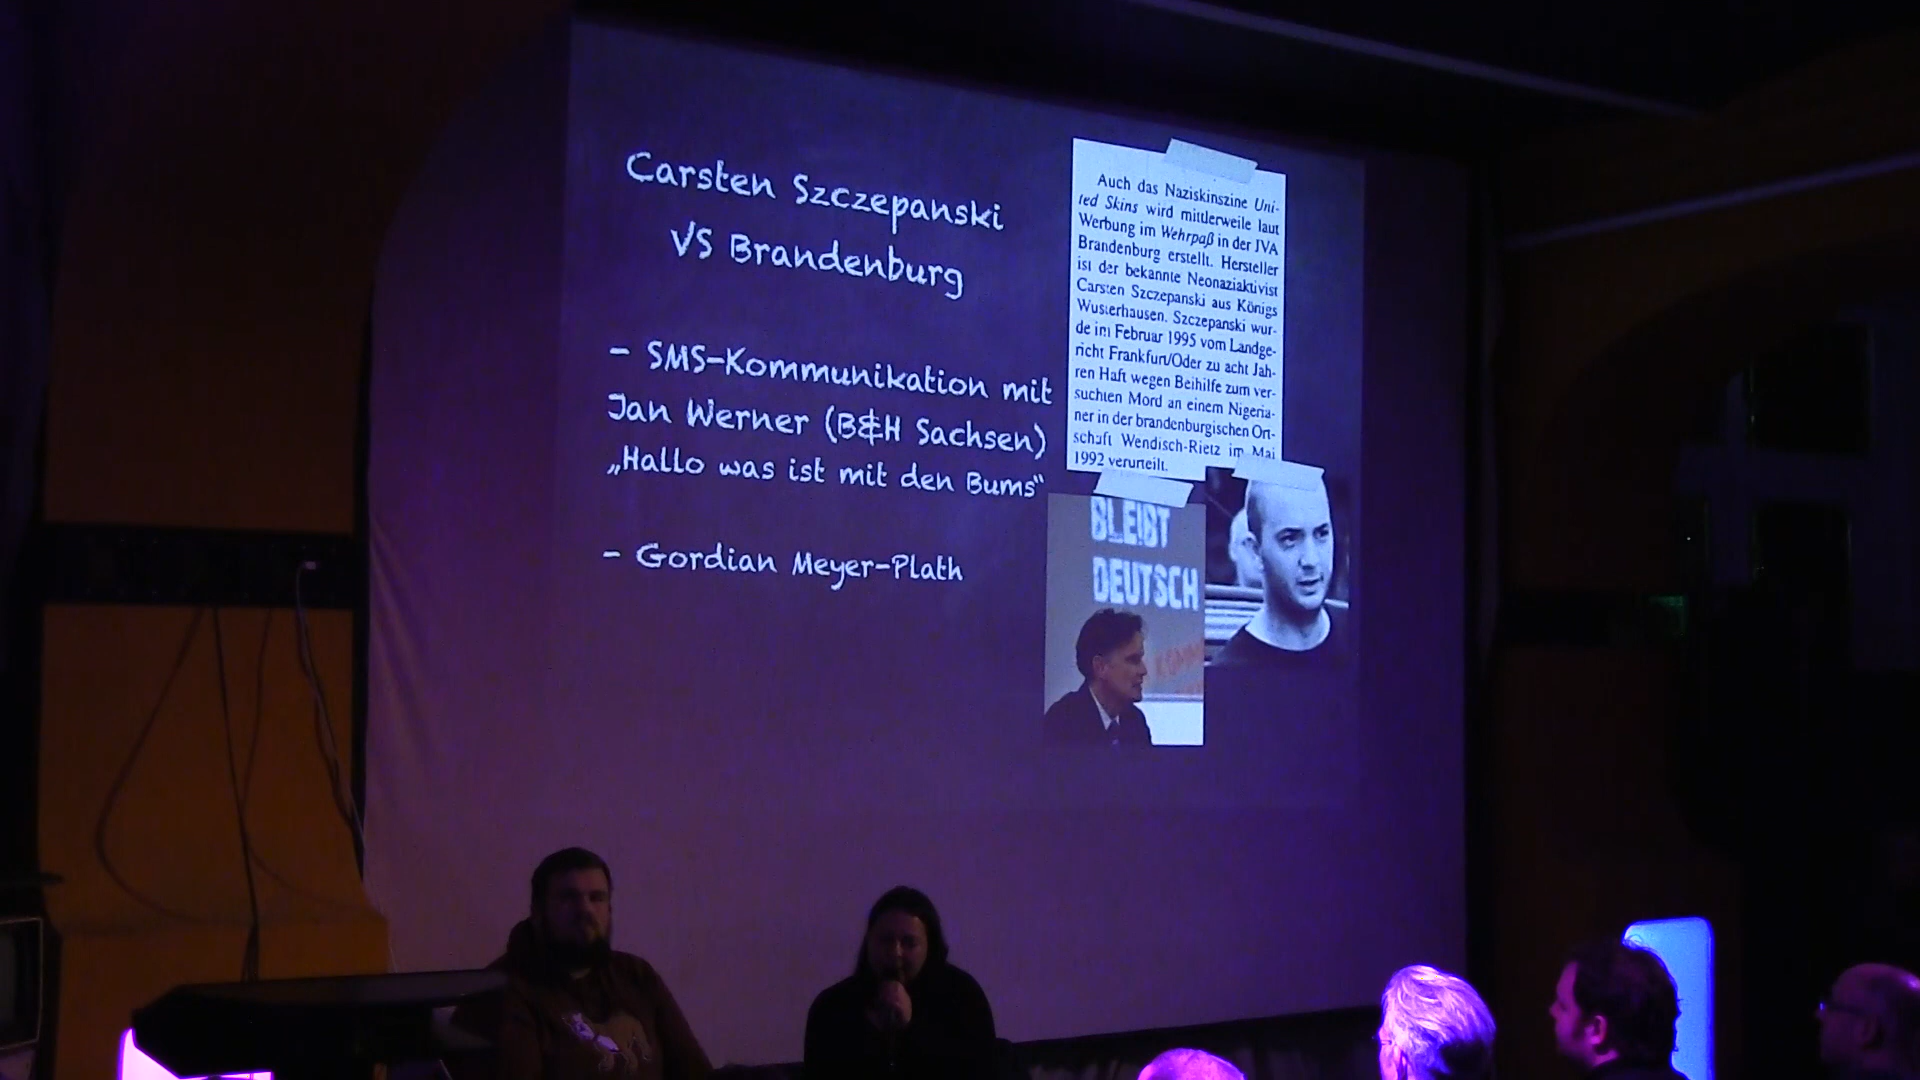 Carsten Szczepanski
VS Brandenburg
- SMS-Kommunikation mit
Jan Werner (B&H Sachsen)
„Hallo was ist mit den Bums“
- Gordian Meyer-Plath
Auch das Naziskinszine Uni-
ted Skins wird mittlerweile laut
Werbung im Wehrpaß in der JVA
Brandenburg erstellt. Hersteller
ist der bekannte Neonaziaktivist
Carsten Szczepanski aus Königs
Wusterhausen. Szczepanski wur-
de im Februar 1995 vom Landge-
richt Frankfurt/Oder zu acht Jah-
ren Haft wegen Beihilfe zum ver-
suchten Mord an einem Nigeria-
ner in der brandenburgischen Ort-
schaft Wendisch-Rietz im Mai
1992 verurteilt.
BLEIBT
DEUTSCH